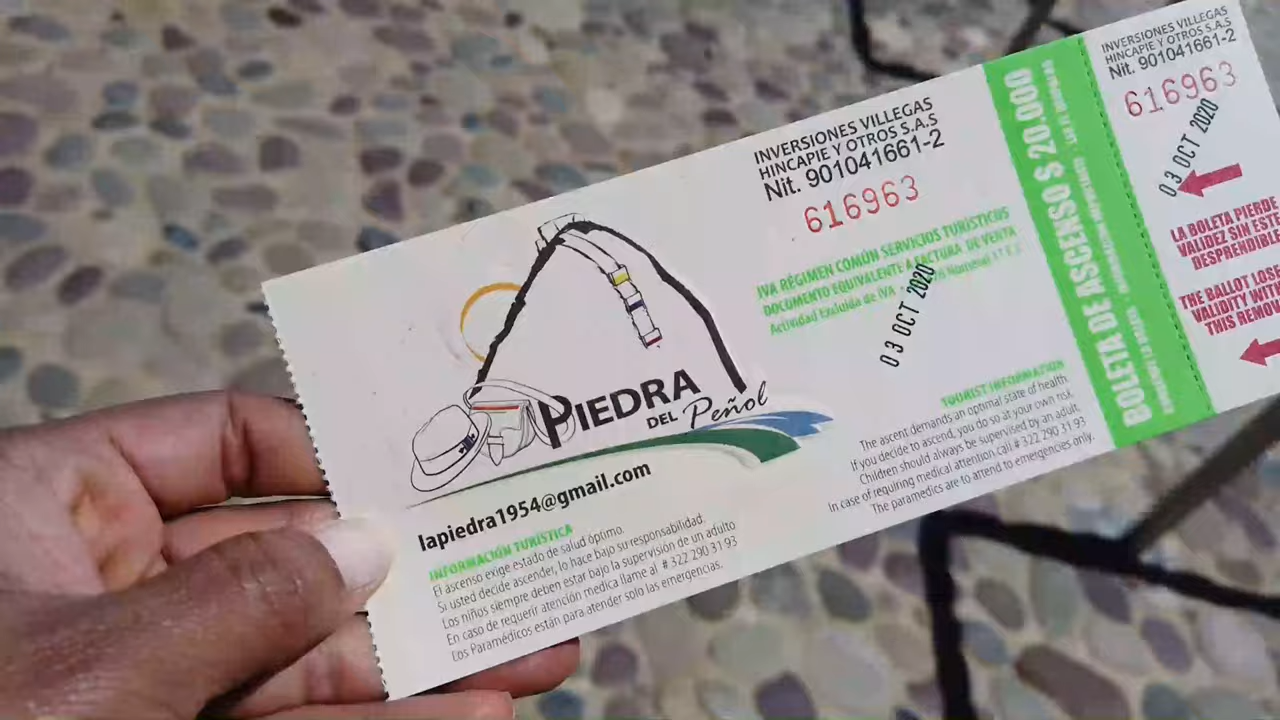 PIEDRA
DEL Peñol
lapiedra1954@gmail.com
INFORMACIÓN TURÍSTICA
El ascenso exige estado de salud óptimo.
Si usted decide ascender, lo hace bajo su responsabilidad.
Los niños siempre deben estar bajo la supervisión de un adulto
En caso de requerir atención medica llame al # 322 290 31 93
Los Paramédicos están para atender solo las emergencias.
INVERSIONES VILLEGAS
HINCAPIE Y OTROS S.A.S
Nit. 901041661-2
616963
IVA RÉGIMEN COMÚN SERVICIOS TURÍSTICOS
DOCUMENTO EQUIVALENTE A FACTURA DE VENTA
Actividad Excluida de IVA
03 OCT 2020
TOURIST INFORMATION
The ascent demands an optimal state of health.
If you decide to ascend, you do so at your own risk.
Children should always be supervised by an adult.
In case of requiring medical attention call # 322 290 31 93
The paramedics are to attend to emergencies only.
BOLETA DE ASCENSO $ 20.000
INVERSIONES VILLEGAS
HINCAPIE Y OTROS S.A.S
Nit. 901041661-2
616963
03 OCT 2020
LA BOLETA PIERDE
VALIDEZ SIN ESTE
DESPRENDIBLE
THE BALLOT LOSE
VALIDITY WITH
THIS REMOV